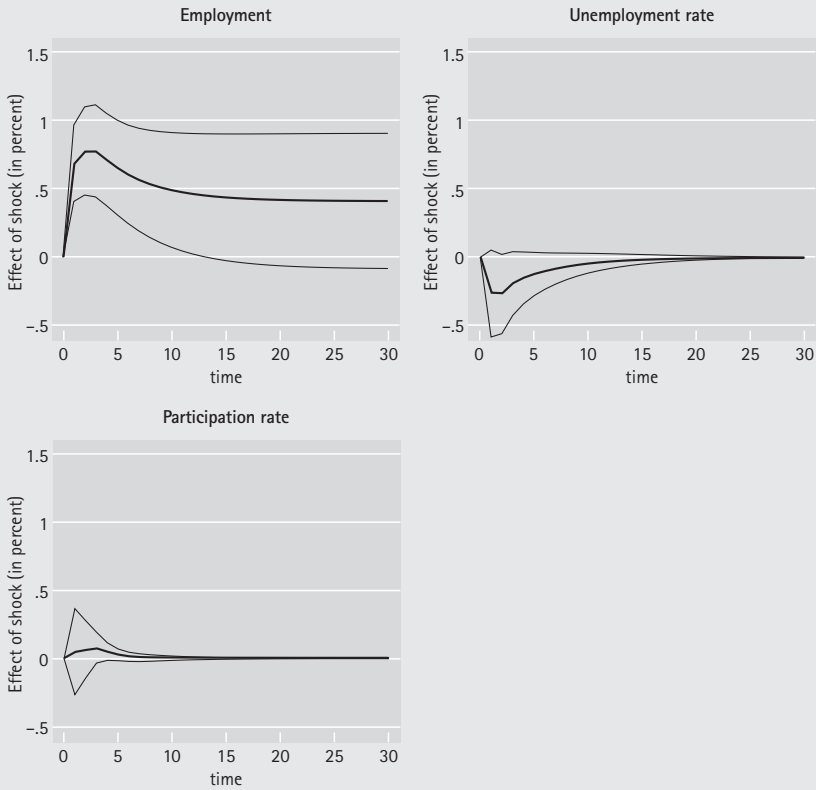 Employment
Effect of shock (in percent)
1.5
1
.5
0
–.5
0 5 10 15 20 25 30
time
Unemployment rate
Effect of shock (in percent)
1.5
1
.5
0
–.5
0 5 10 15 20 25 30
time
Participation rate
Effect of shock (in percent)
1.5
1
.5
0
–.5
0 5 10 15 20 25 30
time